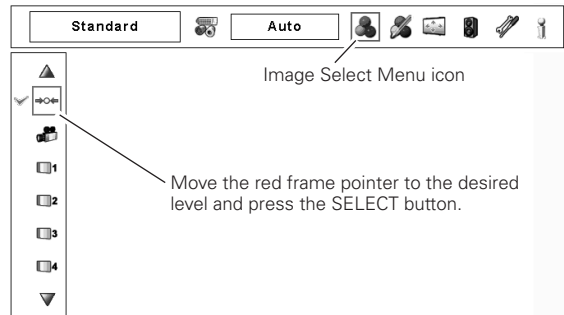 Standard
Auto
Image Select Menu icon
Move the red frame pointer to the desired
level and press the SELECT button.
1
2
3
4